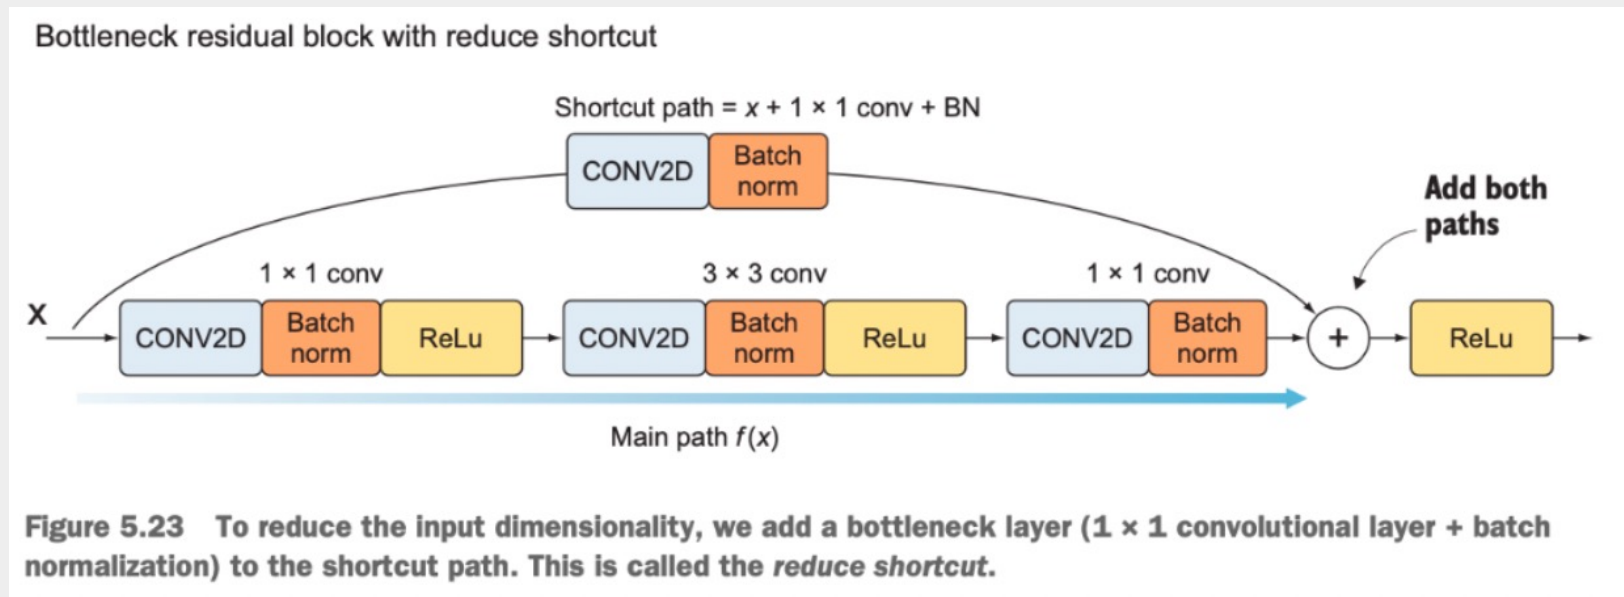 Bottleneck residual block with reduce shortcut
Shortcut path = x + 1 × 1 conv + BN
CONV2D
Batch
norm
Add both
paths
1 × 1 conv
3 × 3 conv
1 × 1 conv
X
CONV2D
Batch
norm
ReLu
CONV2D
Batch
norm
ReLu
CONV2D
Batch
norm
+
ReLu
Main path f(x)
Figure 5.23 To reduce the input dimensionality, we add a bottleneck layer (1 × 1 convolutional layer + batch
normalization) to the shortcut path. This is called the reduce shortcut.